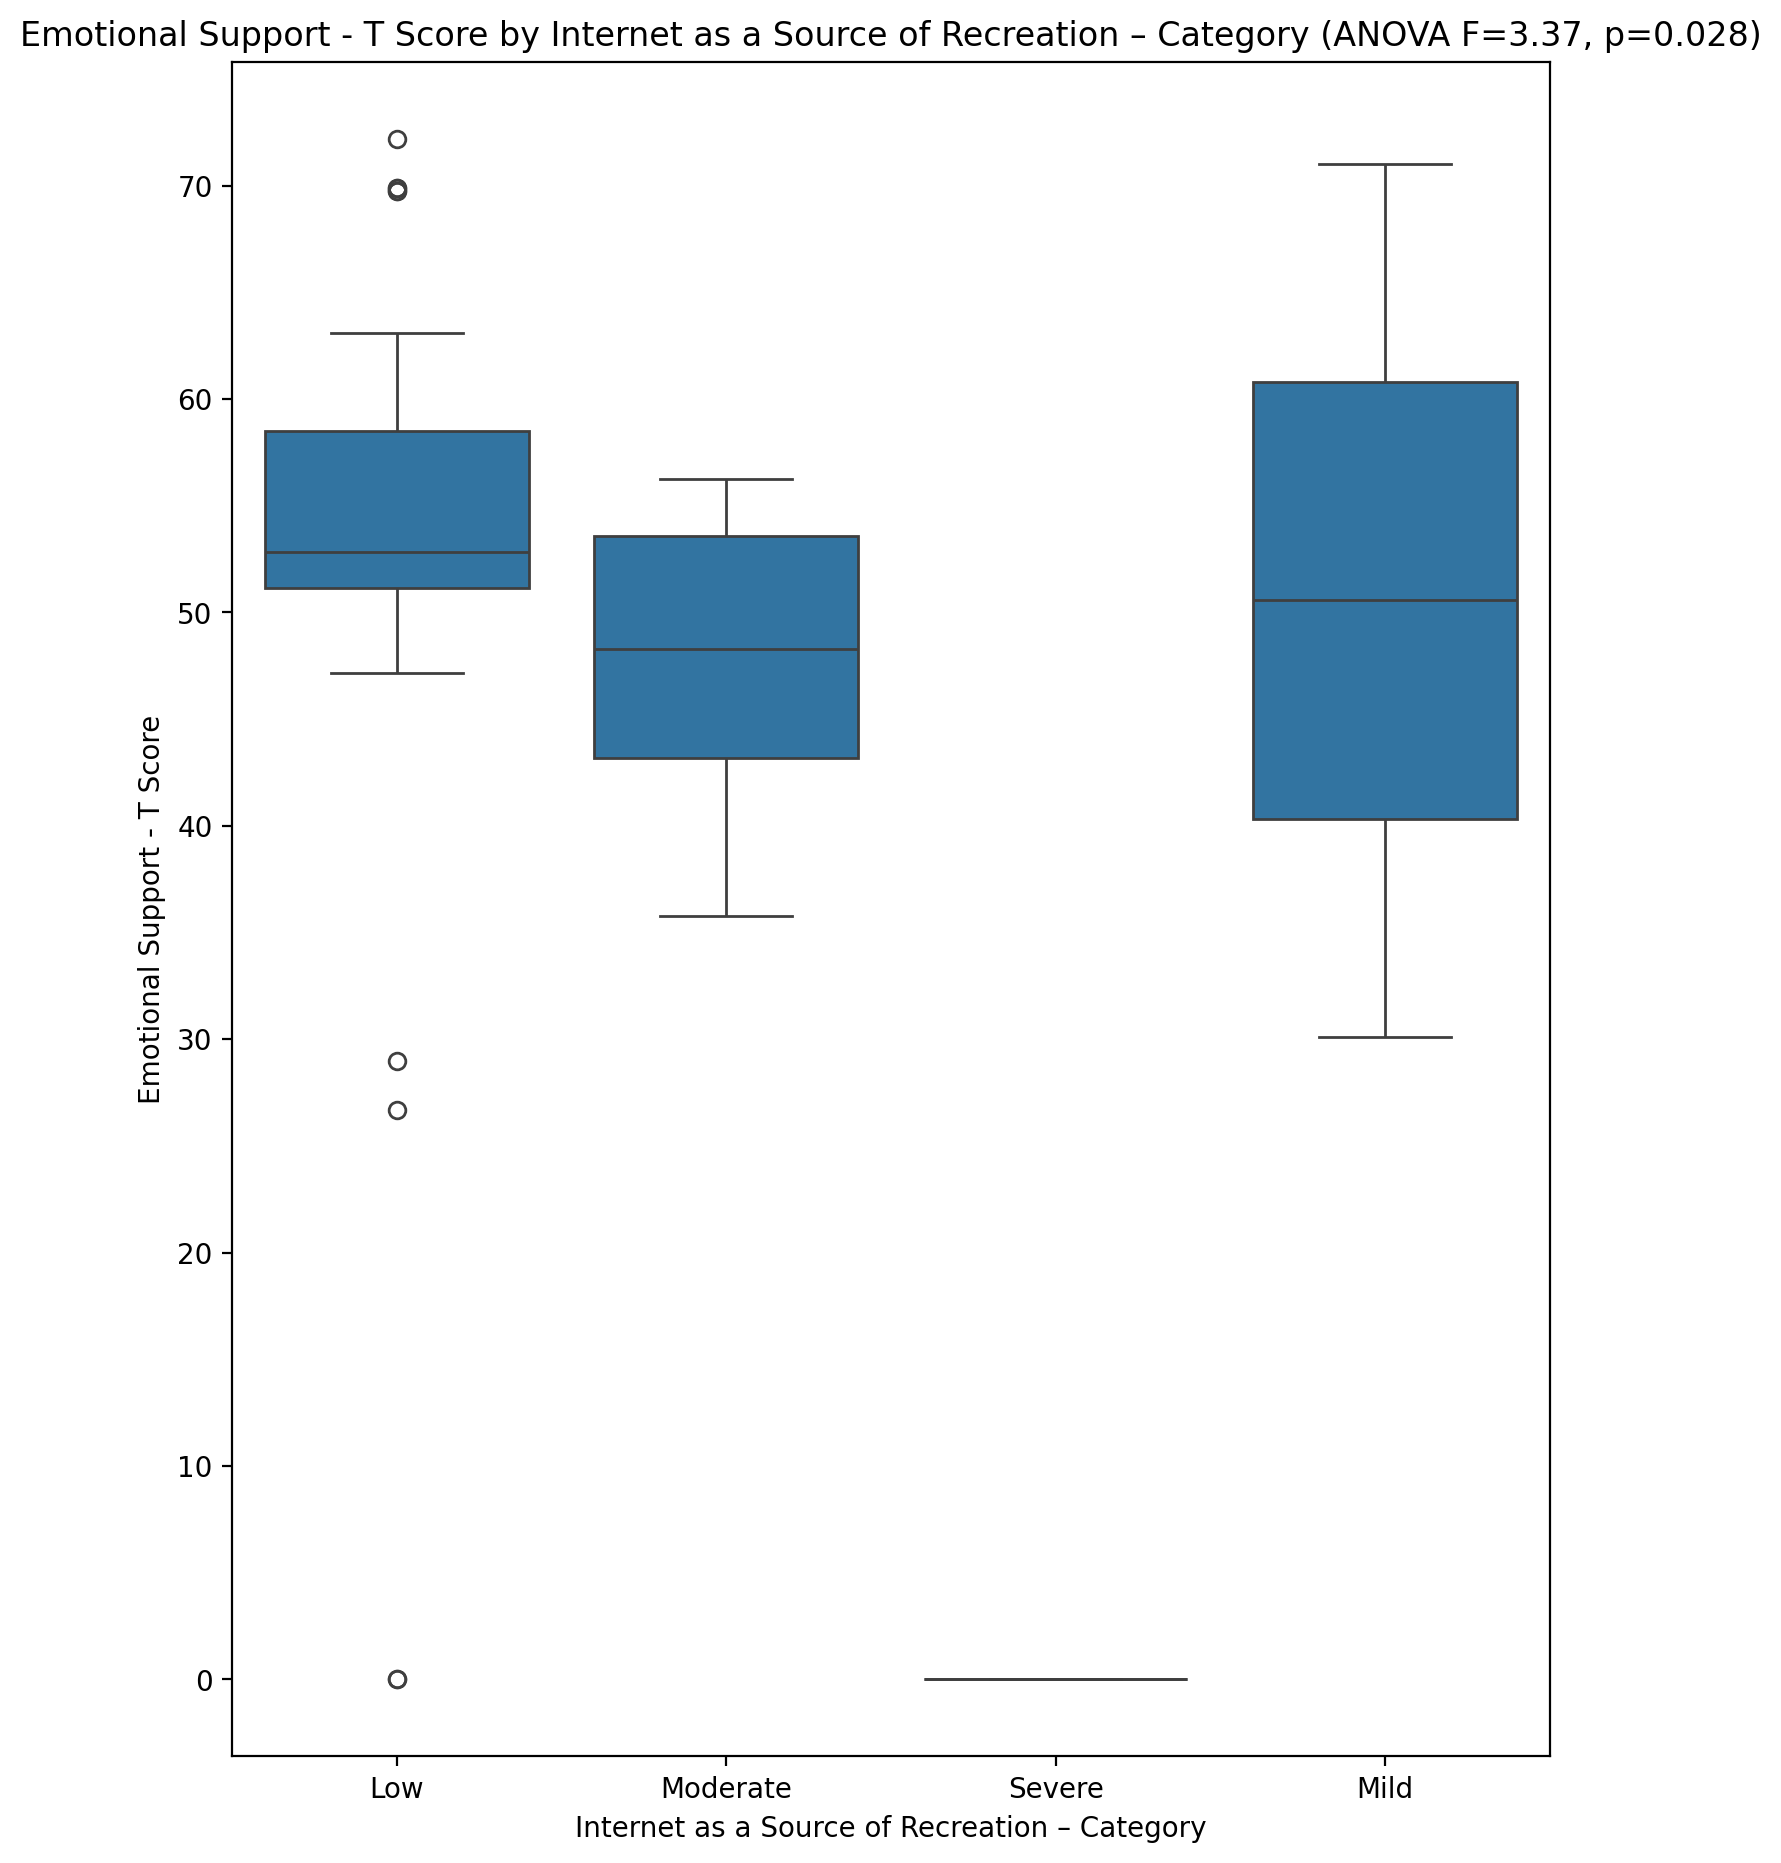 Emotional Support - T Score by Internet as a Source of Recreation – Category (ANOVA F=3.37, p=0.028)
Emotional Support - T Score
70
60
50
40
30
20
10
0
Low Moderate Severe Mild
Internet as a Source of Recreation – Category